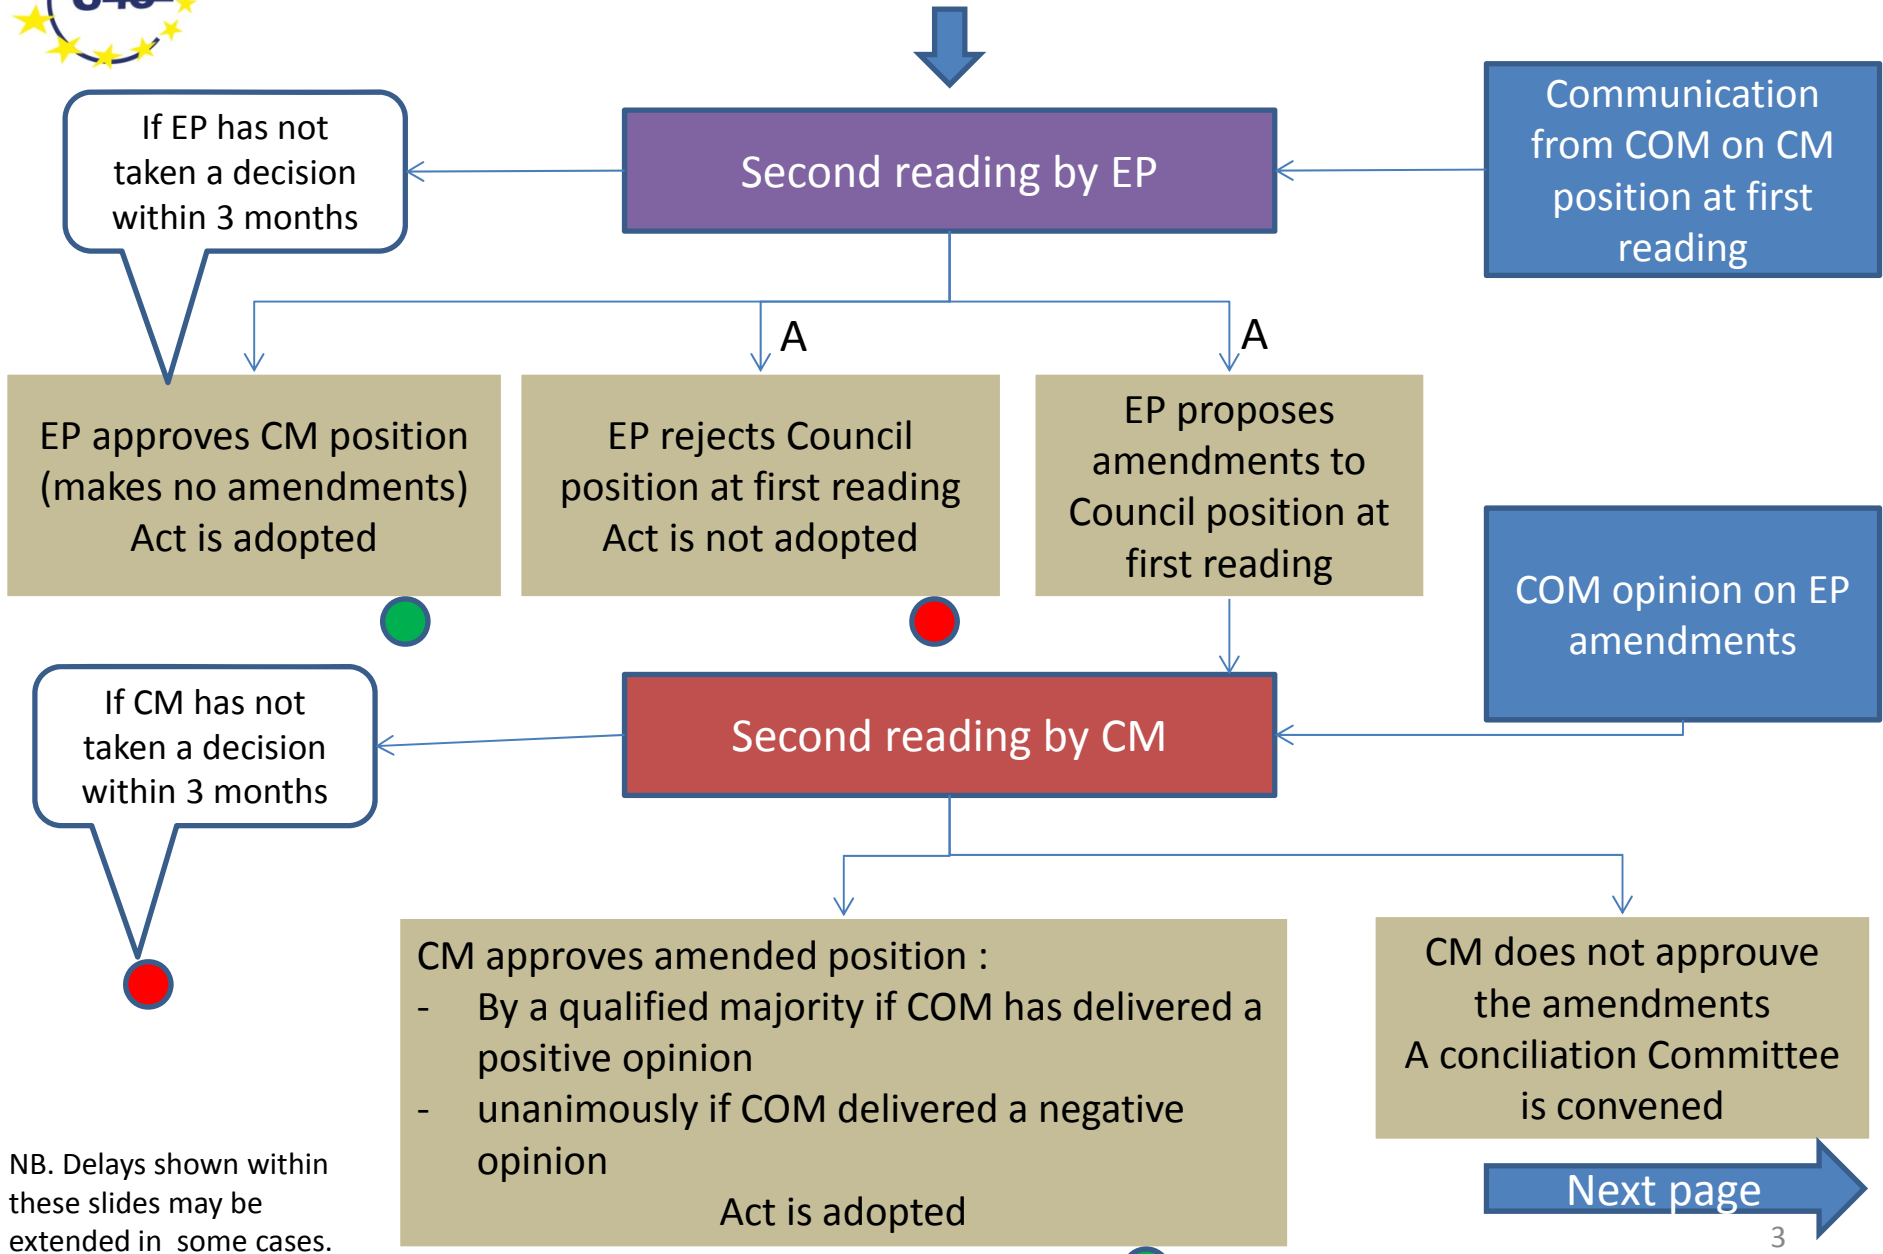 If EP has not
taken a decision
within 3 months
Second reading by EP
Communication
from COM on CM
position at first
reading
A
A
EP approves CM position
(makes no amendments)
Act is adopted
EP rejects Council
position at first reading
Act is not adopted
EP proposes
amendments to
Council position at
first reading
COM opinion on EP
amendments
If CM has not
taken a decision
within 3 months
Second reading by CM
CM approves amended position :
- By a qualified majority if COM has delivered a
positive opinion
- unanimously if COM delivered a negative
opinion
Act is adopted
CM does not approuve
the amendments
A conciliation Committee
is convened
NB. Delays shown within
these slides may be
extended in some cases.
Next page
3